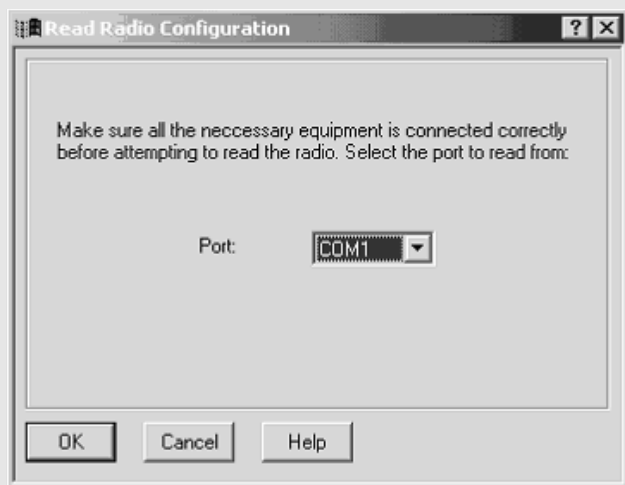 Read Radio Configuration
Make sure all the neccessary equipment is connected correctly
before attempting to read the radio. Select the port to read from:
Port:
COM1
OK
Cancel
Help